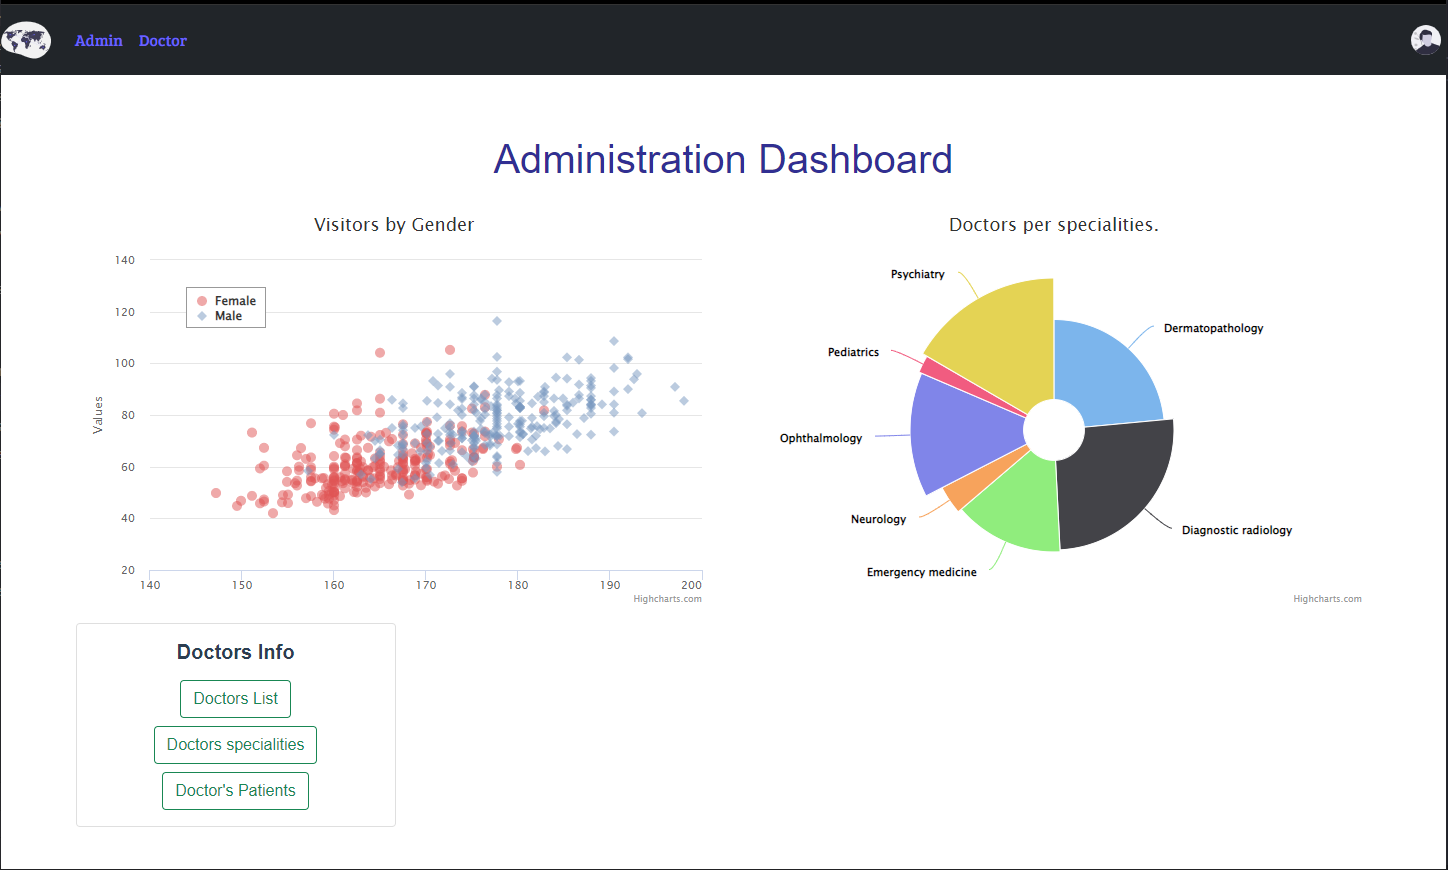 Admin Doctor
Administration Dashboard
Visitors by Gender
140
120
100
80
60
40
20
Values
Female
Male
140 150 160 170 180 190 200
Highcharts.com
Doctors per specialities.
Psychiatry
Dermatopathology
Pediatrics
Ophthalmology
Neurology
Diagnostic radiology
Emergency medicine
Highcharts.com
Doctors Info
Doctors List
Doctors specialities
Doctor's Patients